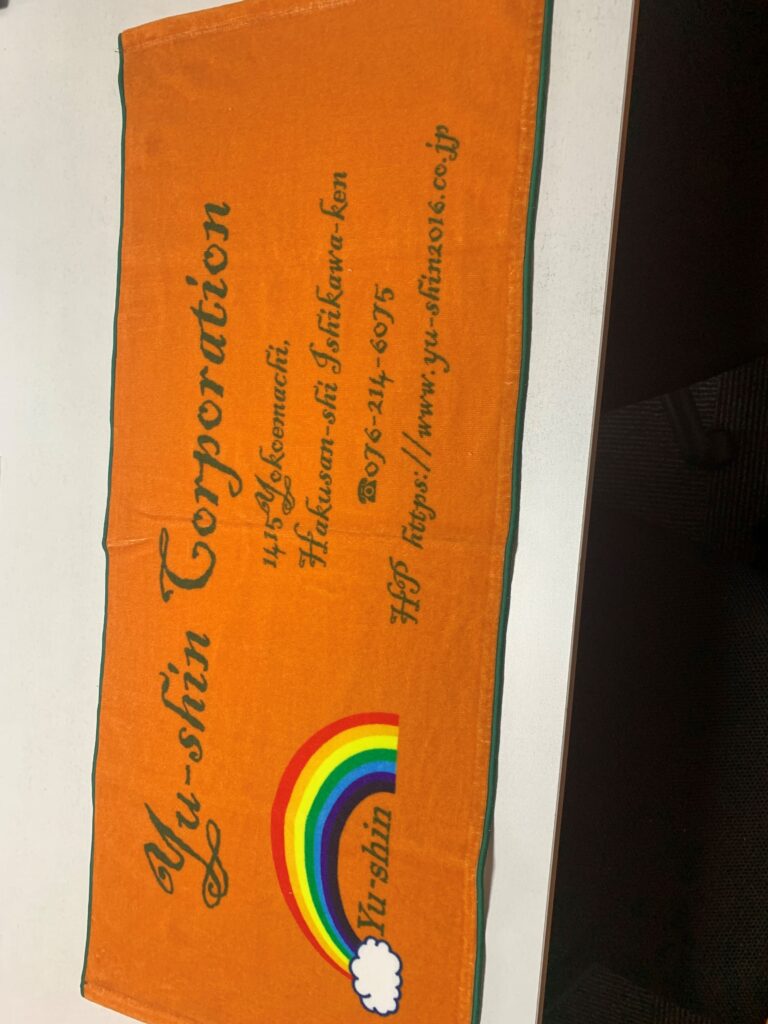 Yu-shin Corporation
1415 Yokoemachi,
Hakusan-shi Ishikawa-ken
☎076-214-6075
HP https://www.yu-shin2016.co.jp
Yu-shin